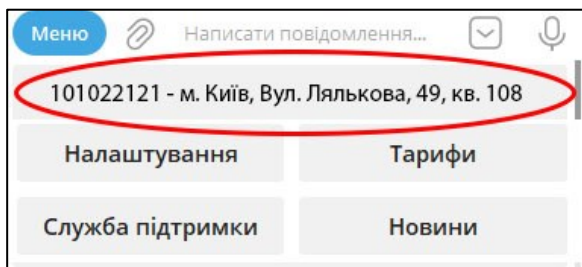 Меню Написати повідомлення...
101022121 - м. Київ, Вул. Лялькова, 49, кв. 108
Налаштування Тарифи
Служба підтримки Новини